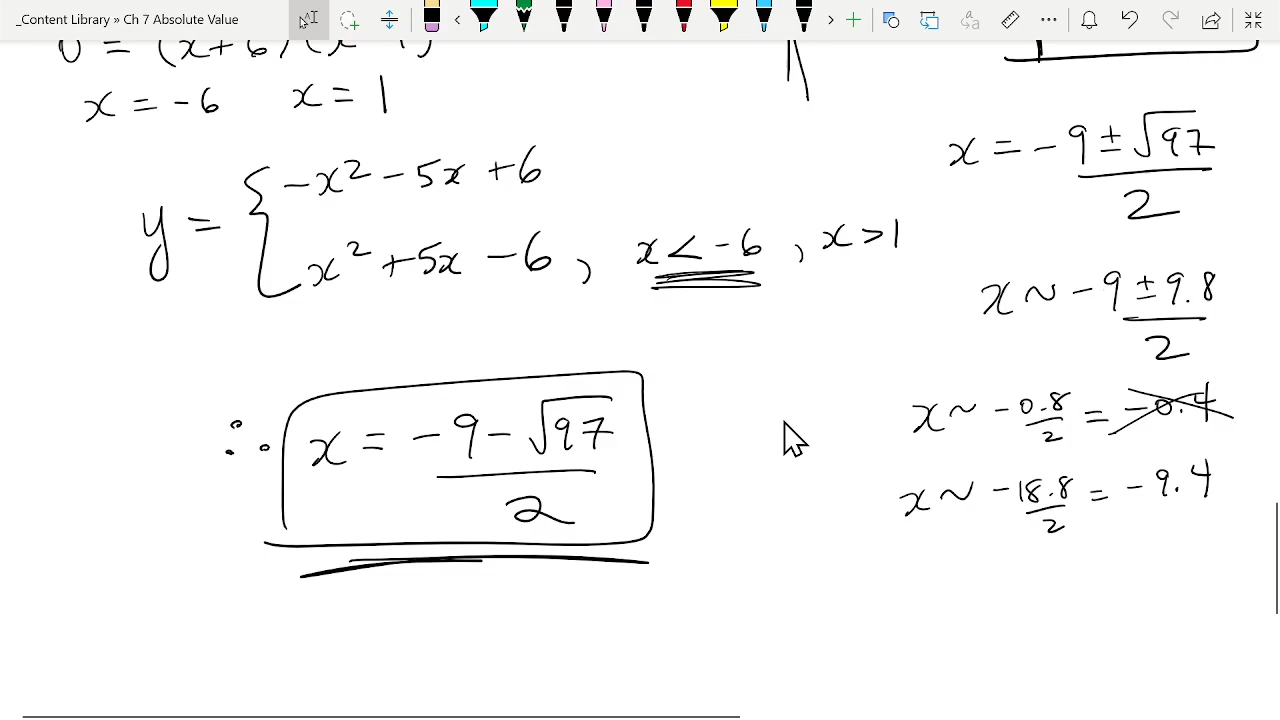 _Content Library » Ch 7 Absolute Value
x = -6 x = 1
y = { -x² - 5x + 6
x² + 5x - 6 , x < -6 , x > 1
∴ x = -9 - √97
2
x = -9 ± √97
2
x ~ -9 ± 9.8
2
x ~ -0.8/2 = -0.4
x ~ -18.8/2 = -9.4